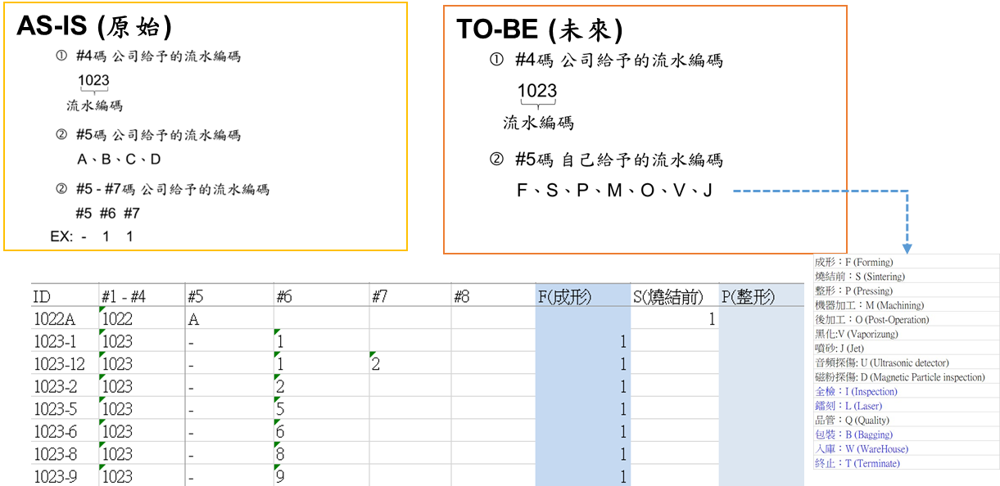 AS-IS (原始)
① #4碼 公司給予的流水編碼
1023
流水編碼
② #5碼 公司給予的流水編碼
A、B、C、D
② #5 - #7碼 公司給予的流水編碼
#5 #6 #7
EX: - 1 1
TO-BE (未來)
① #4碼 公司給予的流水編碼
1023
流水編碼
② #5碼 自己給予的流水編碼
F、S、P、M、O、V、J
成形：F (Forming)
燒結前：S (Sintering)
整形：P (Pressing)
機器加工：M (Machining)
後加工：O (Post-Operation)
黑化:V (Vaporizung)
噴砂: J (Jet)
音頻探傷: U (Ultrasonic detector)
磁粉探傷: D (Magnetic Particle inspection)
全檢：I (Inspection)
鐳刻：L (Laser)
品管：Q (Quality)
包裝：B (Bagging)
入庫：W (WareHouse)
終止：T (Terminate)
ID #1 - #4 #5 #6 #7 #8 F(成形) S(燒結前) P(整形)
1022A 1022 A 1
1023-1 1023 - 1 1
1023-12 1023 - 1 2 1
1023-2 1023 - 2 1
1023-5 1023 - 5 1
1023-6 1023 - 6 1
1023-8 1023 - 8 1
1023-9 1023 - 9 1